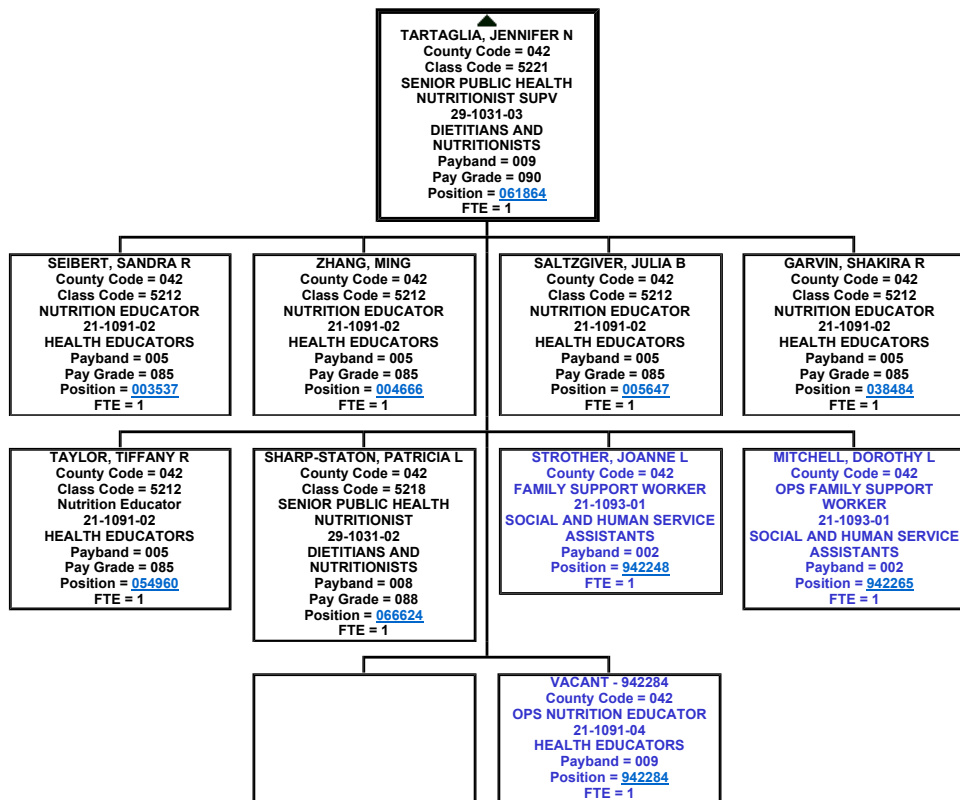 TARTAGLIA, JENNIFER N
County Code = 042
Class Code = 5221
SENIOR PUBLIC HEALTH
NUTRITIONIST SUPV
29-1031-03
DIETITIANS AND
NUTRITIONISTS
Payband = 009
Pay Grade = 090
Position = 061864
FTE = 1
SEIBERT, SANDRA R
County Code = 042
Class Code = 5212
NUTRITION EDUCATOR
21-1091-02
HEALTH EDUCATORS
Payband = 005
Pay Grade = 085
Position = 003537
FTE = 1
ZHANG, MING
County Code = 042
Class Code = 5212
NUTRITION EDUCATOR
21-1091-02
HEALTH EDUCATORS
Payband = 005
Pay Grade = 085
Position = 004666
FTE = 1
SALTZGIVER, JULIA B
County Code = 042
Class Code = 5212
NUTRITION EDUCATOR
21-1091-02
HEALTH EDUCATORS
Payband = 005
Pay Grade = 085
Position = 005647
FTE = 1
GARVIN, SHAKIRA R
County Code = 042
Class Code = 5212
NUTRITION EDUCATOR
21-1091-02
HEALTH EDUCATORS
Payband = 005
Pay Grade = 085
Position = 038484
FTE = 1
TAYLOR, TIFFANY R
County Code = 042
Class Code = 5212
Nutrition Educator
21-1091-02
HEALTH EDUCATORS
Payband = 005
Pay Grade = 085
Position = 054960
FTE = 1
SHARP-STATON, PATRICIA L
County Code = 042
Class Code = 5218
SENIOR PUBLIC HEALTH
NUTRITIONIST
29-1031-02
DIETITIANS AND
NUTRITIONISTS
Payband = 008
Pay Grade = 088
Position = 066624
FTE = 1
STROTHER, JOANNE L
County Code = 042
FAMILY SUPPORT WORKER
21-1093-01
SOCIAL AND HUMAN SERVICE
ASSISTANTS
Payband = 002
Position = 942248
FTE = 1
MITCHELL, DOROTHY L
County Code = 042
OPS FAMILY SUPPORT
WORKER
21-1093-01
SOCIAL AND HUMAN SERVICE
ASSISTANTS
Payband = 002
Position = 942265
FTE = 1
VACANT - 942284
County Code = 042
OPS NUTRITION EDUCATOR
21-1091-04
HEALTH EDUCATORS
Payband = 009
Position = 942284
FTE = 1